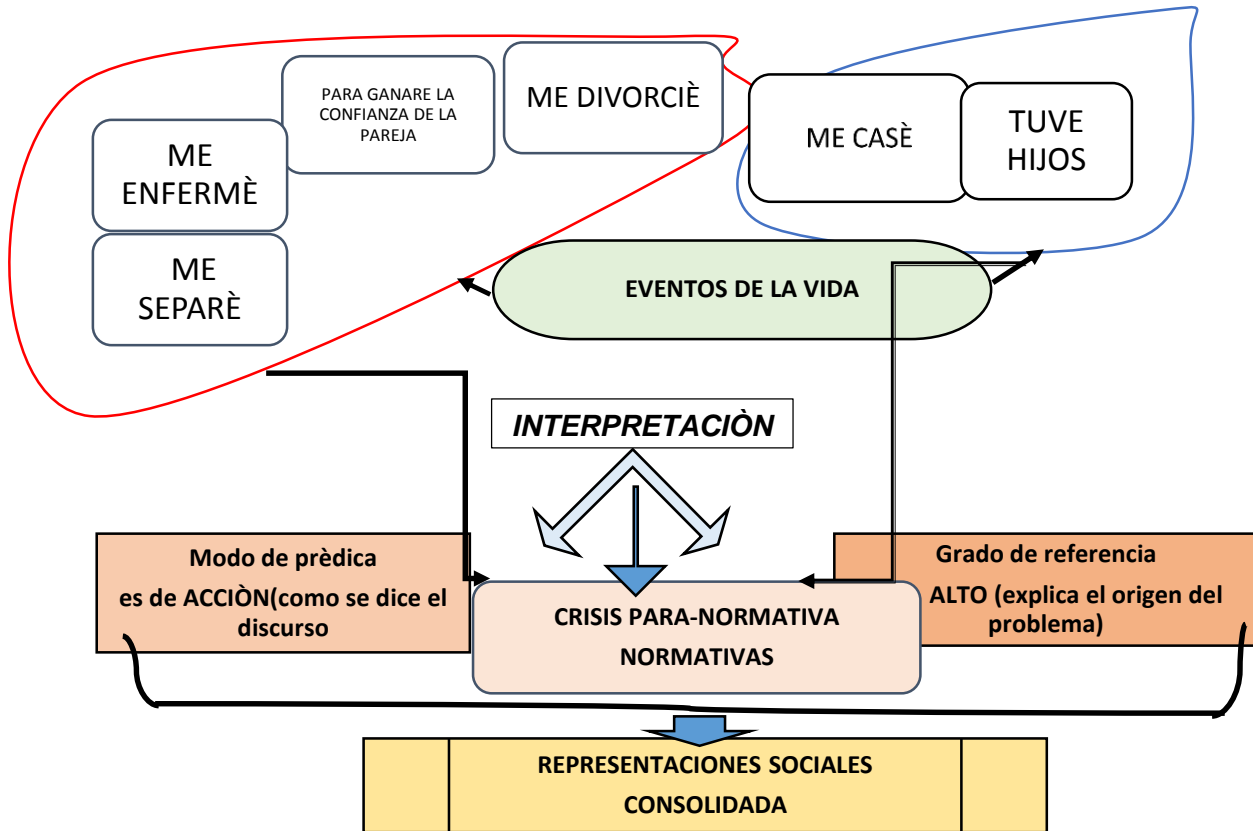 PARA GANARE LA
CONFIANZA DE LA
PAREJA
ME DIVORCIÈ
ME CASÈ
TUVE
HIJOS
ME
ENFERMÈ
ME
SEPARÈ
EVENTOS DE LA VIDA
INTERPRETACIÒN
Modo de prèdica
es de ACCIÒN(como se dice el
discurso
Grado de referencia
ALTO (explica el origen del
problema)
CRISIS PARA-NORMATIVA
NORMATIVAS
REPRESENTACIONES SOCIALES
CONSOLIDADA